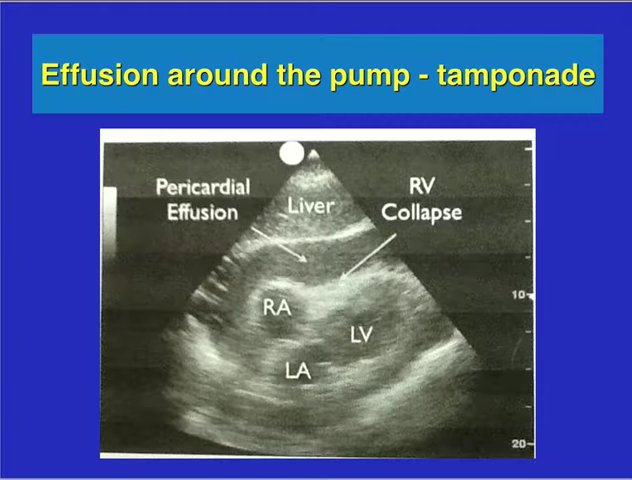 Effusion around the pump - tamponade
Pericardial
Effusion
Liver
RV
Collapse
RA
LV
LA
10
20